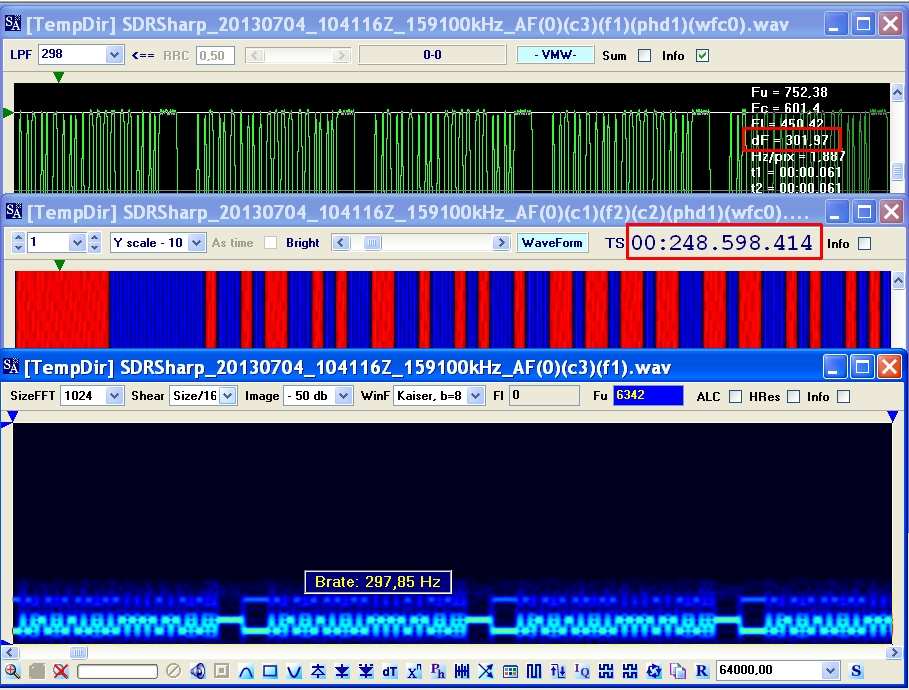 [TempDir] SDRSharp_20130704_104116Z_159100kHz_AF(0)(c3)(f1)(phd1)(wfc0).wav
LPF 298 <== RRC 0,50 0-0 - VMW- Sum Info
Fu = 752,38
Fc = 601,4
Fl = 450,42
dF = 301,97
Hz/pix = 1,887
t1 = 00:00.061
t2 = 00:00.061
[TempDir] SDRSharp_20130704_104116Z_159100kHz_AF(0)(c1)(f2)(c2)(phd1)(wfc0)....
1 Y scale - 10 As time Bright WaveForm TS 00:248.598.414 Info
[TempDir] SDRSharp_20130704_104116Z_159100kHz_AF(0)(c3)(f1).wav
SizeFFT 1024 Shear Size/16 Image - 50 db WinF Kaiser, b=8 Fl 0 Fu 6342 ALC HRes Info
Brate: 297,85 Hz
dT X^n Ph IQ R 64000,00 S